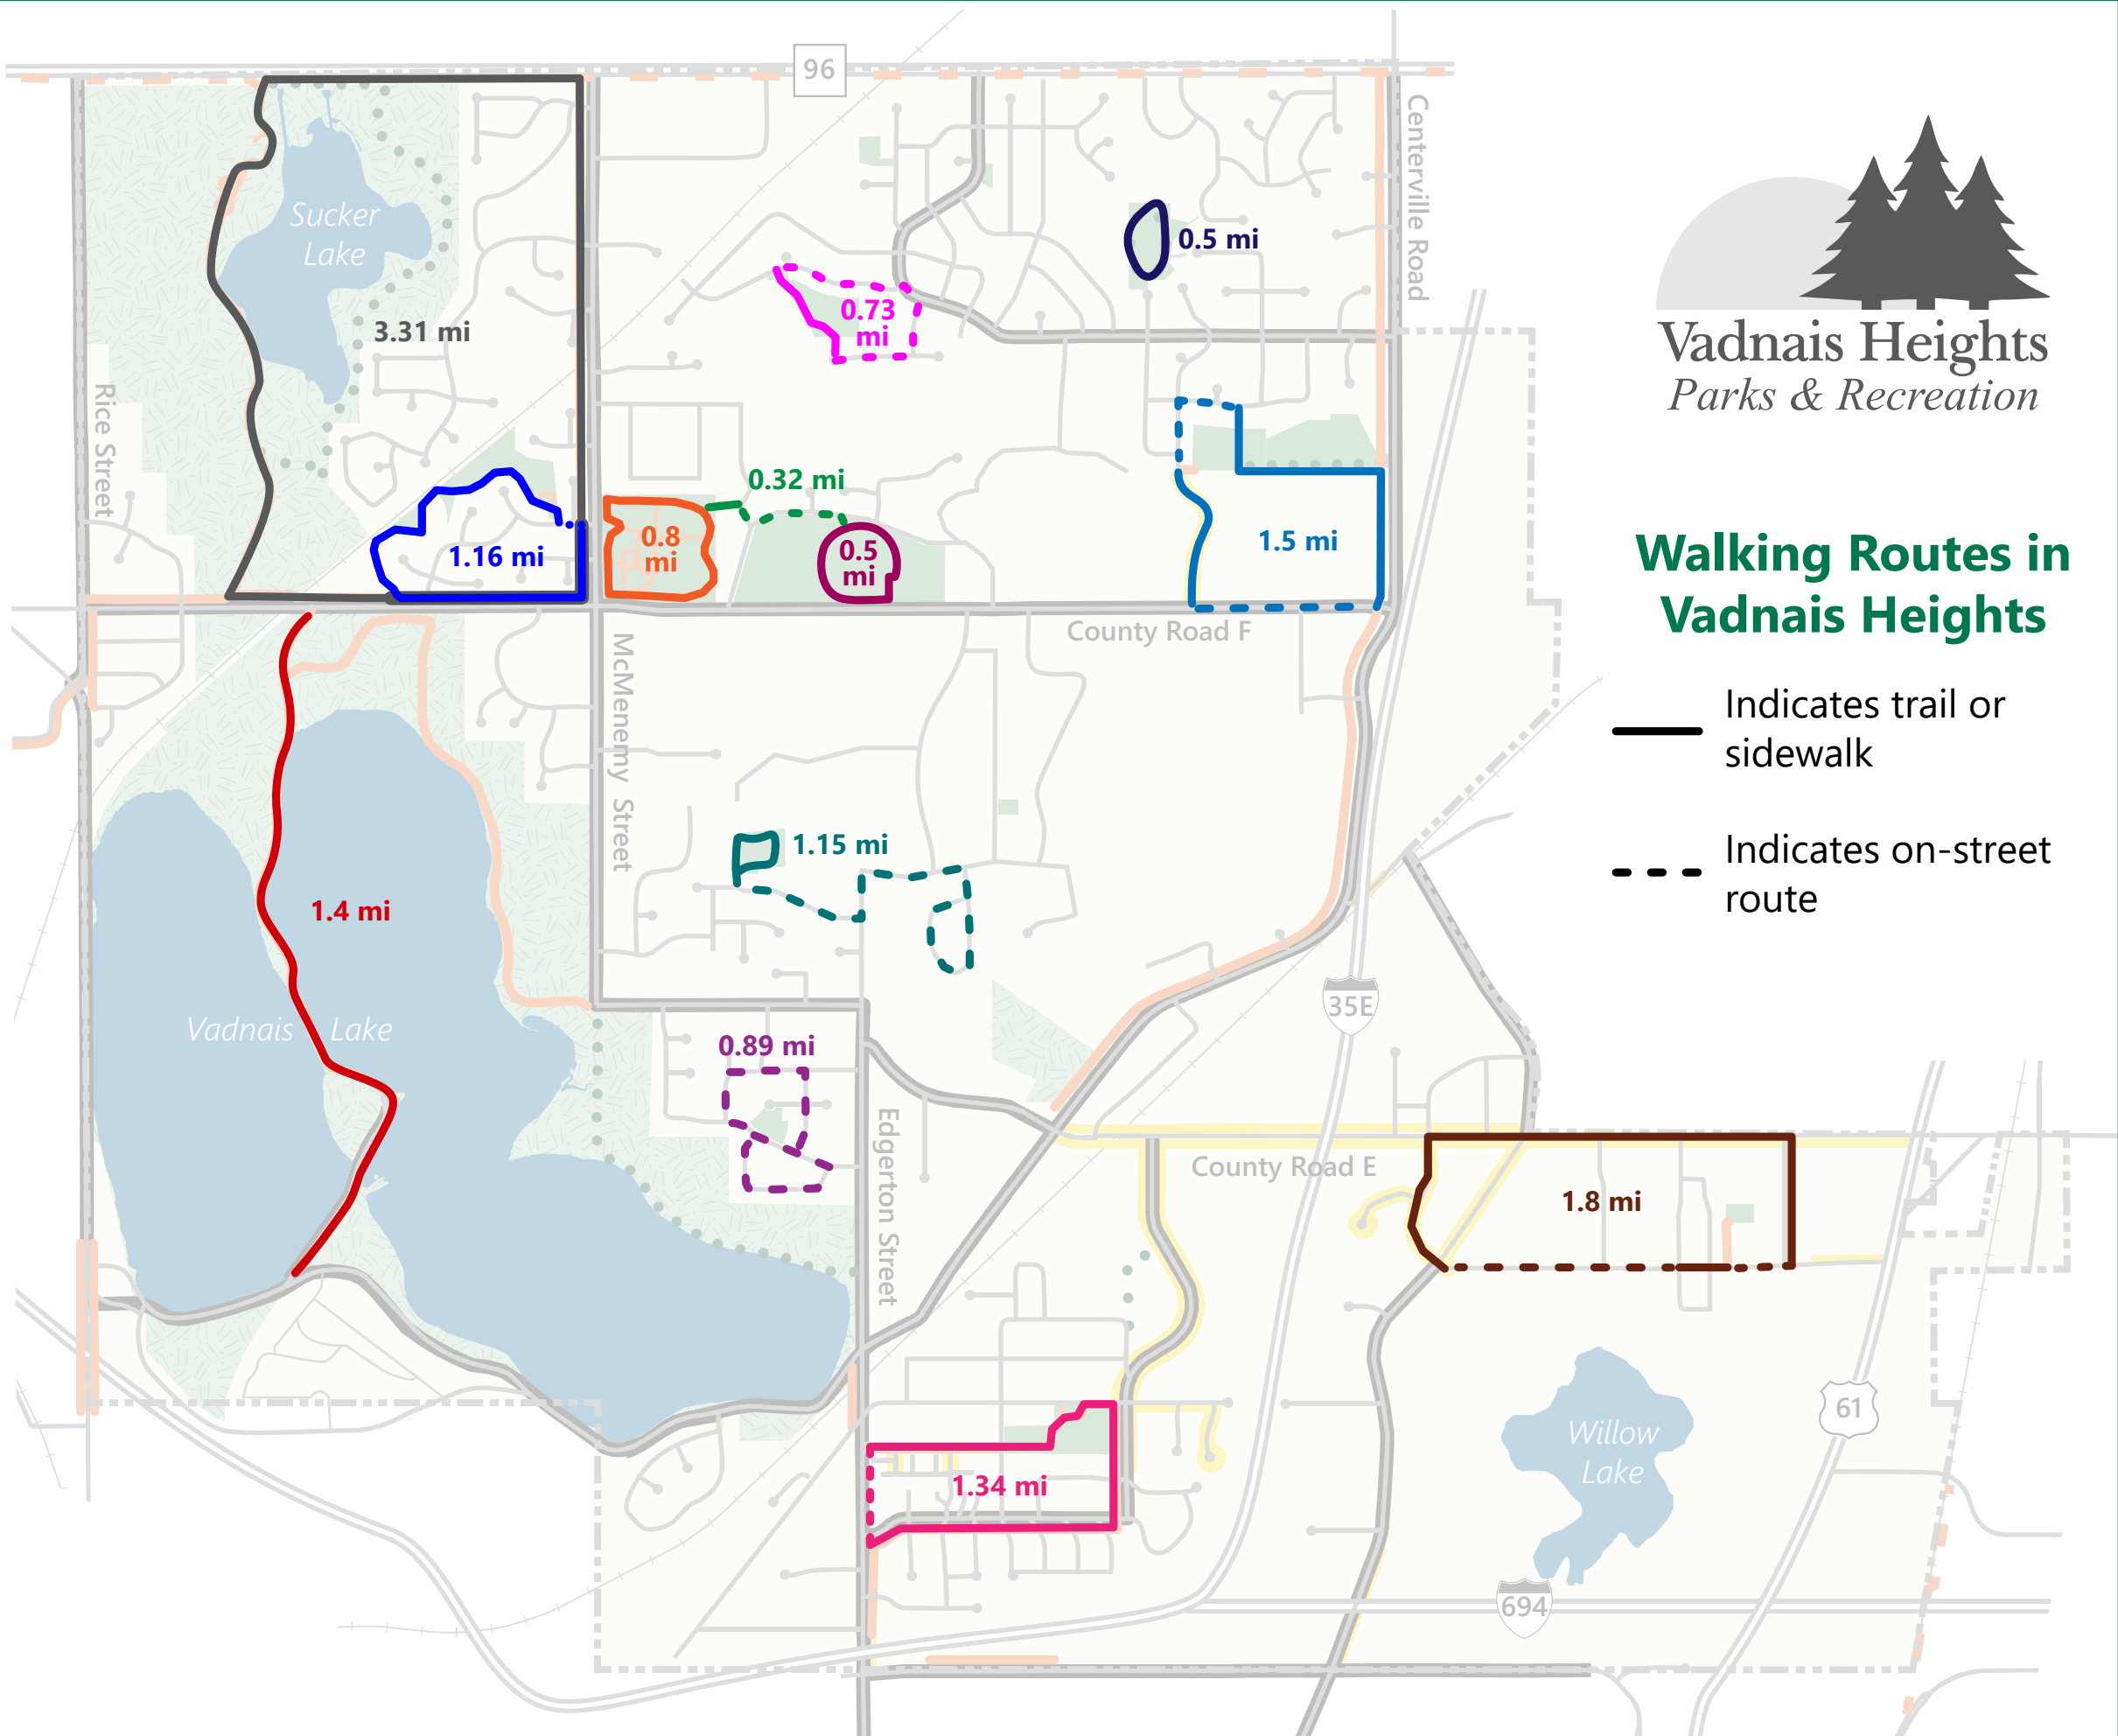 96
Centerville Road
Sucker
Lake
0.5 mi
3.31 mi
0.73
mi
Vadnais Heights
Parks & Recreation
Rice Street
0.32 mi
1.16 mi
0.8
mi
0.5
mi
1.5 mi
Walking Routes in
Vadnais Heights
County Road F
McMenemy Street
Indicates trail or
sidewalk
Indicates on-street
route
1.15 mi
1.4 mi
35E
Vadnais Lake
0.89 mi
Edgerton Street
County Road E
1.8 mi
61
Willow
Lake
1.34 mi
694